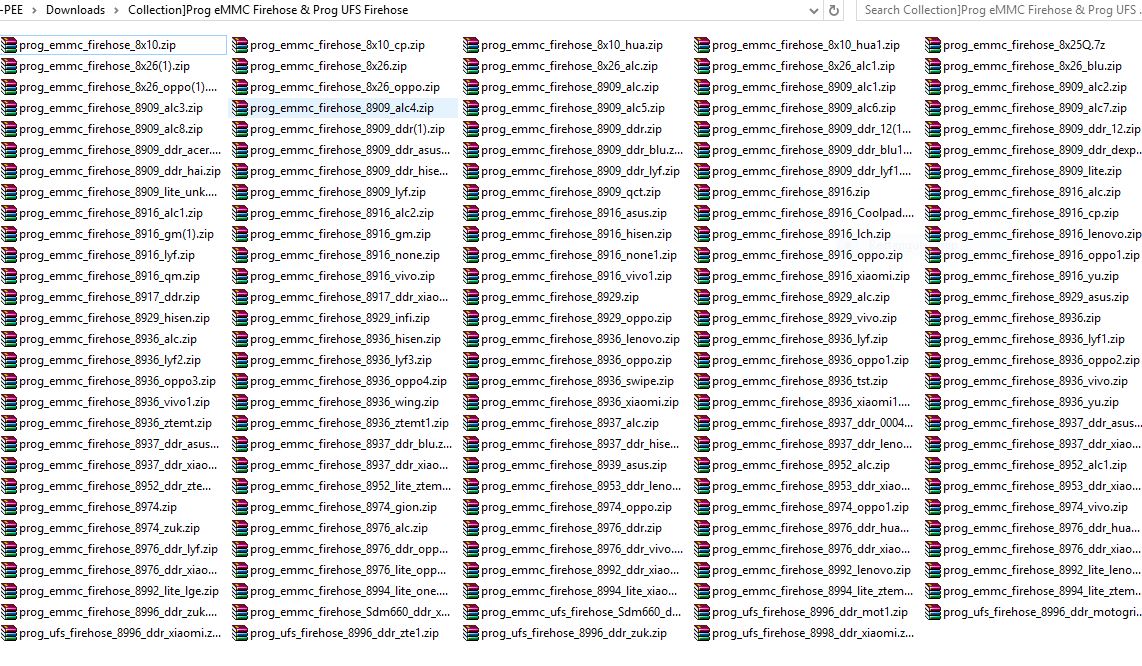 -PEE > Downloads > Collection]Prog eMMC Firehose & Prog UFS Firehose Search Collection]Prog eMMC Firehose & Prog UFS ...
prog_emmc_firehose_8x10.zip prog_emmc_firehose_8x10_cp.zip prog_emmc_firehose_8x10_hua.zip prog_emmc_firehose_8x10_hua1.zip prog_emmc_firehose_8x25Q.7z
prog_emmc_firehose_8x26(1).zip prog_emmc_firehose_8x26.zip prog_emmc_firehose_8x26_alc.zip prog_emmc_firehose_8x26_alc1.zip prog_emmc_firehose_8x26_blu.zip
prog_emmc_firehose_8x26_oppo(1).... prog_emmc_firehose_8x26_oppo.zip prog_emmc_firehose_8909_alc.zip prog_emmc_firehose_8909_alc1.zip prog_emmc_firehose_8909_alc2.zip
prog_emmc_firehose_8909_alc3.zip prog_emmc_firehose_8909_alc4.zip prog_emmc_firehose_8909_alc5.zip prog_emmc_firehose_8909_alc6.zip prog_emmc_firehose_8909_alc7.zip
prog_emmc_firehose_8909_alc8.zip prog_emmc_firehose_8909_ddr(1).zip prog_emmc_firehose_8909_ddr.zip prog_emmc_firehose_8909_ddr_12(1... prog_emmc_firehose_8909_ddr_12.zip
prog_emmc_firehose_8909_ddr_acer.... prog_emmc_firehose_8909_ddr_asus... prog_emmc_firehose_8909_ddr_blu.z... prog_emmc_firehose_8909_ddr_blu1... prog_emmc_firehose_8909_ddr_dexp...
prog_emmc_firehose_8909_ddr_hai.zip prog_emmc_firehose_8909_ddr_hise... prog_emmc_firehose_8909_ddr_lyf.zip prog_emmc_firehose_8909_ddr_lyf1.... prog_emmc_firehose_8909_lite.zip
prog_emmc_firehose_8909_lite_unk.... prog_emmc_firehose_8909_lyf.zip prog_emmc_firehose_8909_qct.zip prog_emmc_firehose_8916.zip prog_emmc_firehose_8916_alc.zip
prog_emmc_firehose_8916_alc1.zip prog_emmc_firehose_8916_alc2.zip prog_emmc_firehose_8916_asus.zip prog_emmc_firehose_8916_Coolpad.... prog_emmc_firehose_8916_cp.zip
prog_emmc_firehose_8916_gm(1).zip prog_emmc_firehose_8916_gm.zip prog_emmc_firehose_8916_hisen.zip prog_emmc_firehose_8916_lch.zip prog_emmc_firehose_8916_lenovo.zip
prog_emmc_firehose_8916_lyf.zip prog_emmc_firehose_8916_none.zip prog_emmc_firehose_8916_none1.zip prog_emmc_firehose_8916_oppo.zip prog_emmc_firehose_8916_oppo1.zip
prog_emmc_firehose_8916_qm.zip prog_emmc_firehose_8916_vivo.zip prog_emmc_firehose_8916_vivo1.zip prog_emmc_firehose_8916_xiaomi.zip prog_emmc_firehose_8916_yu.zip
prog_emmc_firehose_8917_ddr.zip prog_emmc_firehose_8917_ddr_xiao... prog_emmc_firehose_8929.zip prog_emmc_firehose_8929_alc.zip prog_emmc_firehose_8929_asus.zip
prog_emmc_firehose_8929_hisen.zip prog_emmc_firehose_8929_infi.zip prog_emmc_firehose_8929_oppo.zip prog_emmc_firehose_8929_vivo.zip prog_emmc_firehose_8936.zip
prog_emmc_firehose_8936_alc.zip prog_emmc_firehose_8936_hisen.zip prog_emmc_firehose_8936_lenovo.zip prog_emmc_firehose_8936_lyf.zip prog_emmc_firehose_8936_lyf1.zip
prog_emmc_firehose_8936_lyf2.zip prog_emmc_firehose_8936_lyf3.zip prog_emmc_firehose_8936_oppo.zip prog_emmc_firehose_8936_oppo1.zip prog_emmc_firehose_8936_oppo2.zip
prog_emmc_firehose_8936_oppo3.zip prog_emmc_firehose_8936_oppo4.zip prog_emmc_firehose_8936_swipe.zip prog_emmc_firehose_8936_tst.zip prog_emmc_firehose_8936_vivo.zip
prog_emmc_firehose_8936_vivo1.zip prog_emmc_firehose_8936_wing.zip prog_emmc_firehose_8936_xiaomi.zip prog_emmc_firehose_8936_xiaomi1.... prog_emmc_firehose_8936_yu.zip
prog_emmc_firehose_8936_ztemt.zip prog_emmc_firehose_8936_ztemt1.zip prog_emmc_firehose_8937_alc.zip prog_emmc_firehose_8937_ddr_0004... prog_emmc_firehose_8937_ddr_asus...
prog_emmc_firehose_8937_ddr_asus... prog_emmc_firehose_8937_ddr_blu.z... prog_emmc_firehose_8937_ddr_hise... prog_emmc_firehose_8937_ddr_leno... prog_emmc_firehose_8937_ddr_xiao...
prog_emmc_firehose_8937_ddr_xiao... prog_emmc_firehose_8937_ddr_xiao... prog_emmc_firehose_8939_asus.zip prog_emmc_firehose_8952_alc.zip prog_emmc_firehose_8952_alc1.zip
prog_emmc_firehose_8952_ddr_zte... prog_emmc_firehose_8952_lite_ztem... prog_emmc_firehose_8953_ddr_leno... prog_emmc_firehose_8953_ddr_xiao... prog_emmc_firehose_8953_ddr_xiao...
prog_emmc_firehose_8974.zip prog_emmc_firehose_8974_gion.zip prog_emmc_firehose_8974_oppo.zip prog_emmc_firehose_8974_oppo1.zip prog_emmc_firehose_8974_vivo.zip
prog_emmc_firehose_8974_zuk.zip prog_emmc_firehose_8976_alc.zip prog_emmc_firehose_8976_ddr.zip prog_emmc_firehose_8976_ddr_hua... prog_emmc_firehose_8976_ddr_hua...
prog_emmc_firehose_8976_ddr_lyf.zip prog_emmc_firehose_8976_ddr_opp... prog_emmc_firehose_8976_ddr_vivo.... prog_emmc_firehose_8976_ddr_xiao... prog_emmc_firehose_8976_ddr_xiao...
prog_emmc_firehose_8976_ddr_xiao... prog_emmc_firehose_8976_lite_opp... prog_emmc_firehose_8992_ddr_xiao... prog_emmc_firehose_8992_lenovo.zip prog_emmc_firehose_8992_lite_leno...
prog_emmc_firehose_8992_lite_lge.zip prog_emmc_firehose_8994_lite_one.... prog_emmc_firehose_8994_lite_xiao... prog_emmc_firehose_8994_lite_ztem... prog_emmc_firehose_8994_lite_ztem...
prog_emmc_firehose_8996_ddr_zuk.... prog_emmc_firehose_Sdm660_ddr_x... prog_emmc_ufs_firehose_Sdm660_d... prog_ufs_firehose_8996_ddr_mot1.zip prog_ufs_firehose_8996_ddr_motogri...
prog_ufs_firehose_8996_ddr_xiaomi.z... prog_ufs_firehose_8996_ddr_zte1.zip prog_ufs_firehose_8996_ddr_zuk.zip prog_ufs_firehose_8998_ddr_xiaomi.z...